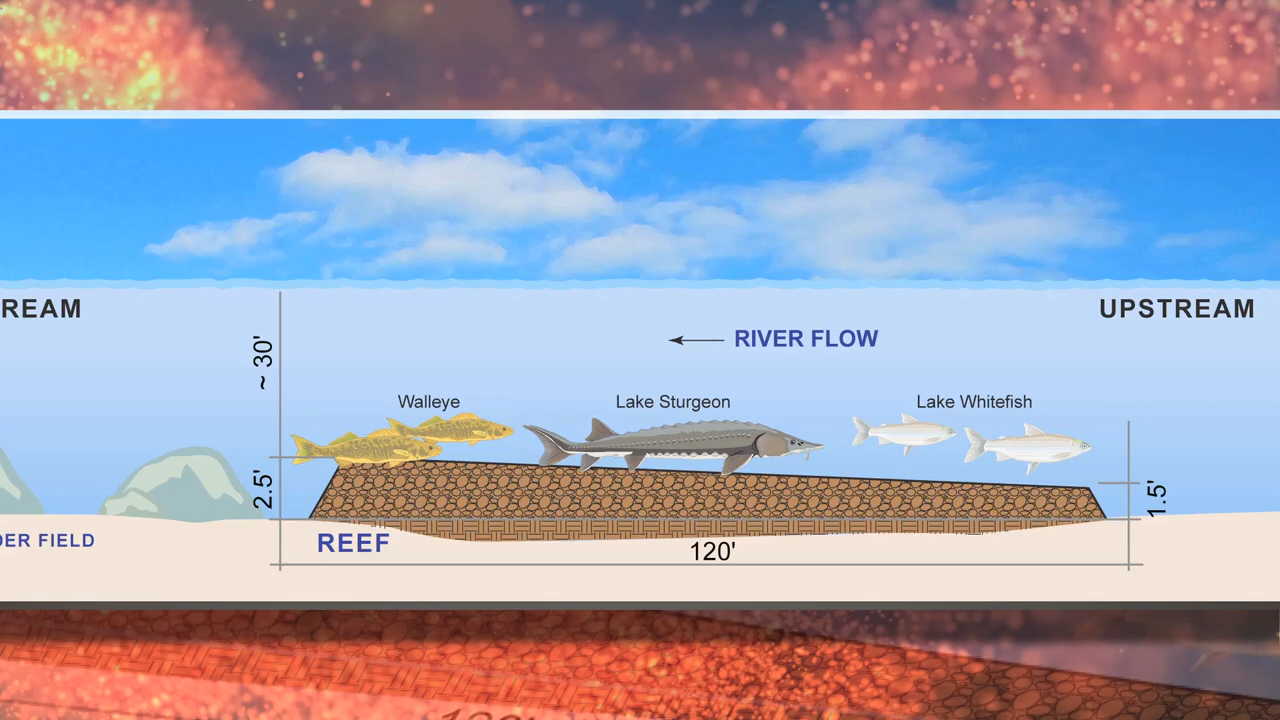 REAM
UPSTREAM
~ 30'
RIVER FLOW
Walleye
Lake Sturgeon
Lake Whitefish
2.5'
1.5'
DER FIELD
REEF
120'